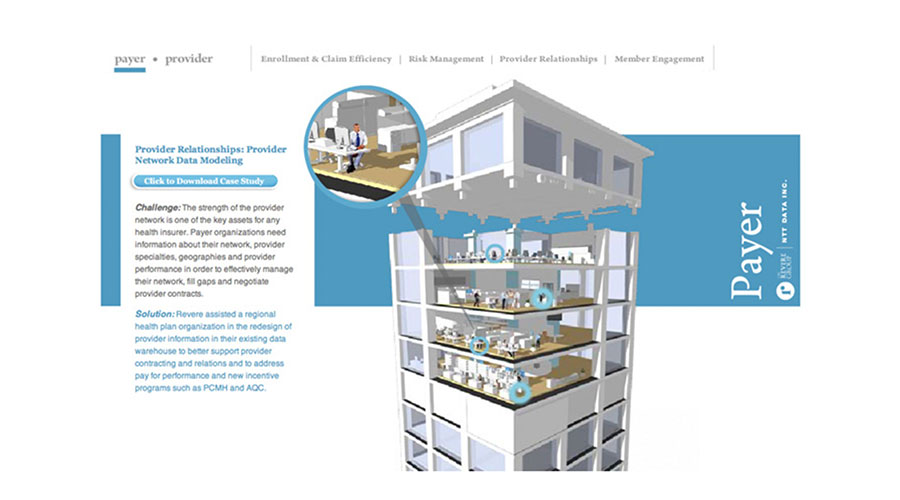 payer • provider
Enrollment & Claim Efficiency | Risk Management | Provider Relationships | Member Engagement
Provider Relationships: Provider
Network Data Modeling
Click to Download Case Study
Challenge: The strength of the provider
network is one of the key assets for any
health insurer. Payer organizations need
information about their network, provider
specialties, geographies and provider
performance in order to effectively manage
their network, fill gaps and negotiate
provider contracts.
Solution: Revere assisted a regional
health plan organization in the redesign of
provider information in their existing data
warehouse to better support provider
contracting and relations and to address
pay for performance and new incentive
programs such as PCMH and AQC.
Payer
r
REVERE
GROUP
NTT DATA INC.